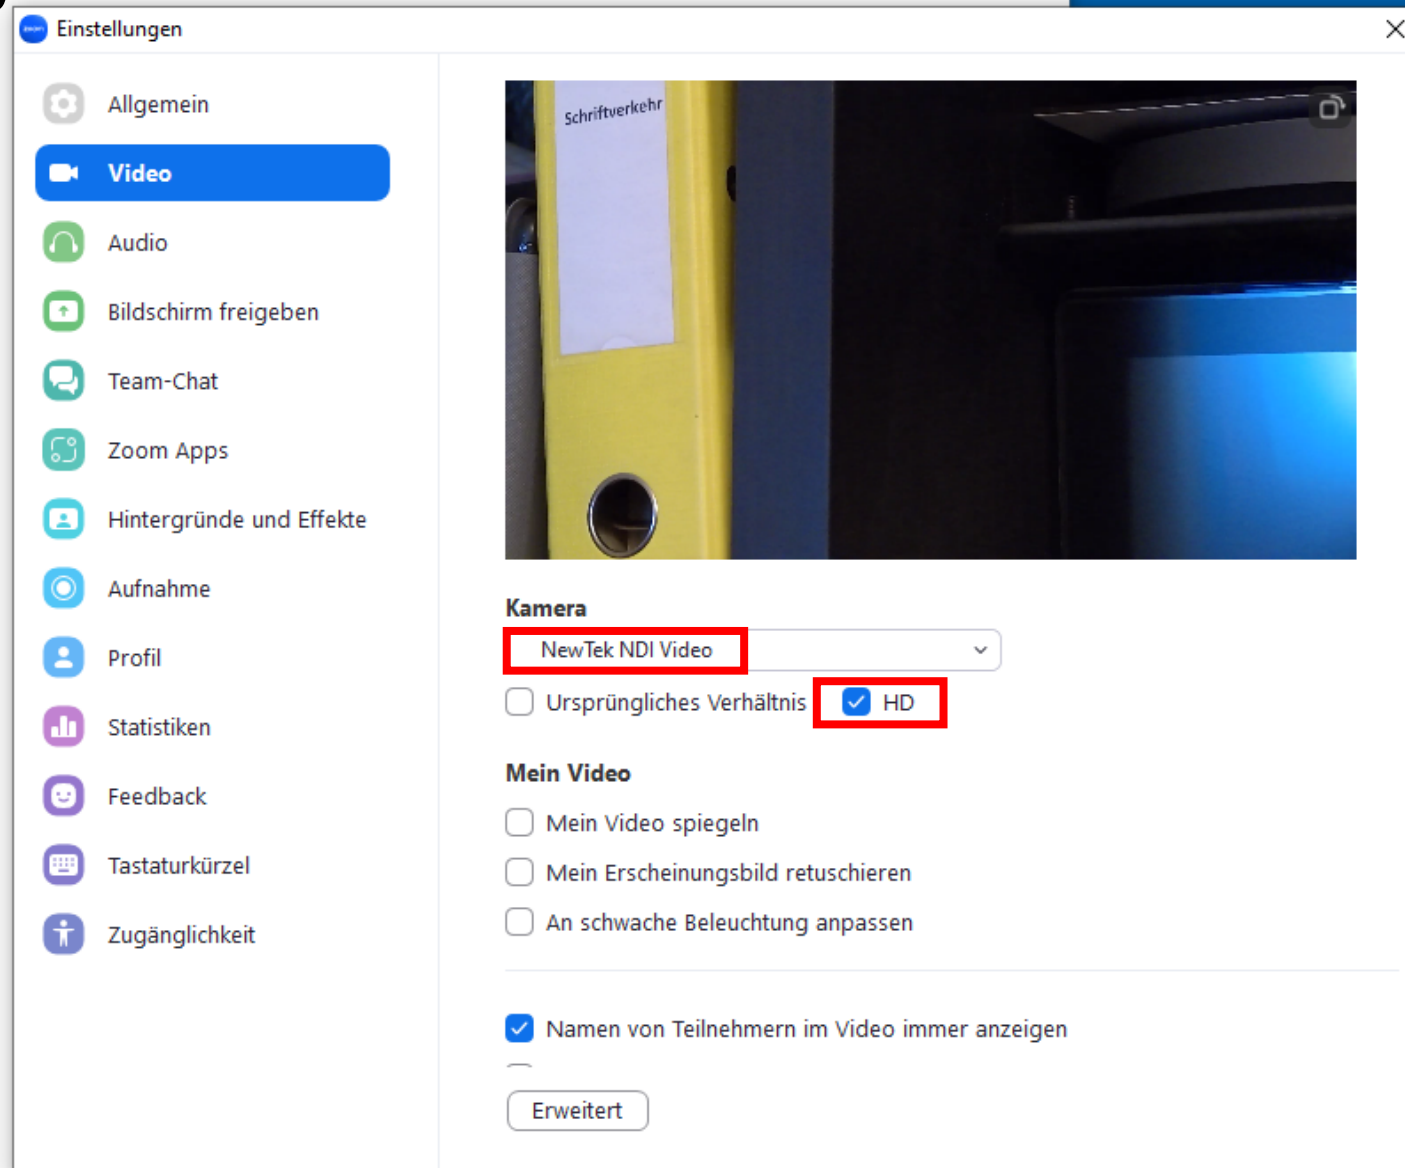 Einstellungen
Allgemein
Video
Audio
Bildschirm freigeben
Team-Chat
Zoom Apps
Hintergründe und Effekte
Aufnahme
Profil
Statistiken
Feedback
Tastaturkürzel
Zugänglichkeit
Schriftverkehr
Kamera
NewTek NDI Video
Ursprüngliches Verhältnis HD
Mein Video
Mein Video spiegeln
Mein Erscheinungsbild retuschieren
An schwache Beleuchtung anpassen
Namen von Teilnehmern im Video immer anzeigen
Erweitert